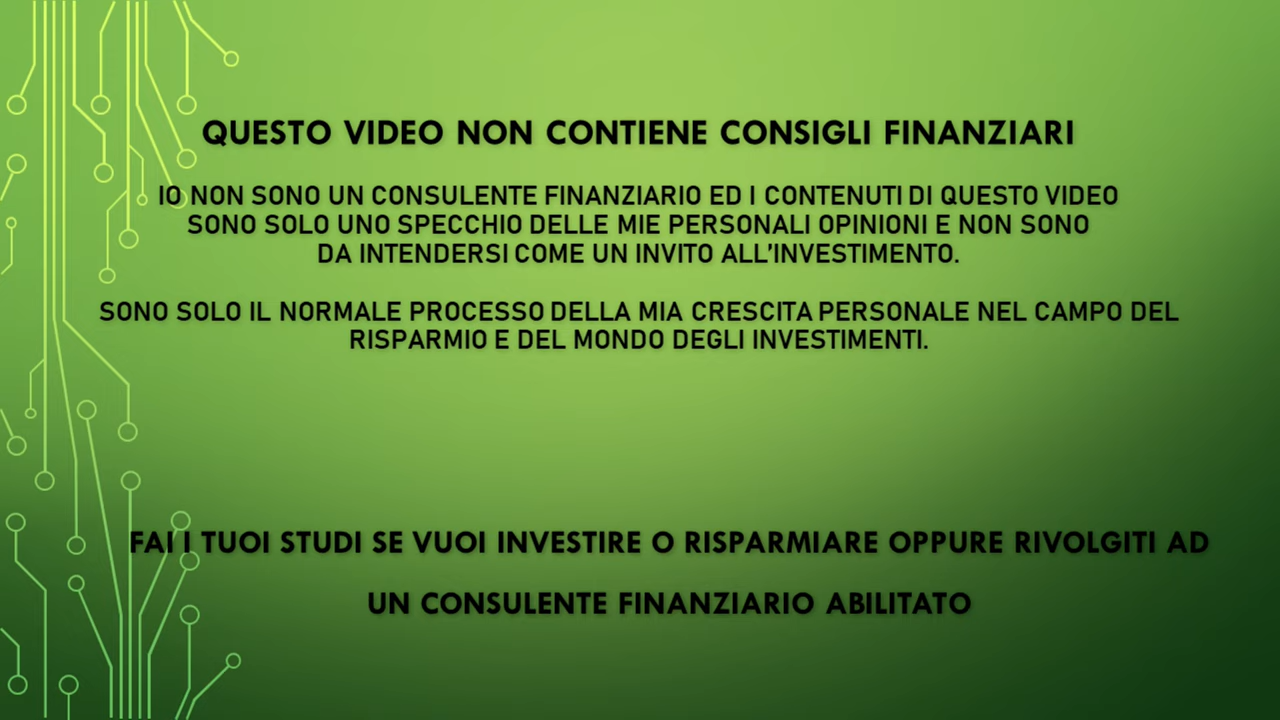 QUESTO VIDEO NON CONTIENE CONSIGLI FINANZIARI
IO NON SONO UN CONSULENTE FINANZIARIO ED I CONTENUTI DI QUESTO VIDEO
SONO SOLO UNO SPECCHIO DELLE MIE PERSONALI OPINIONI E NON SONO
DA INTENDERSI COME UN INVITO ALL'INVESTIMENTO.
SONO SOLO IL NORMALE PROCESSO DELLA MIA CRESCITA PERSONALE NEL CAMPO DEL
RISPARMIO E DEL MONDO DEGLI INVESTIMENTI.
FAI I TUOI STUDI SE VUOI INVESTIRE O RISPARMIARE OPPURE RIVOLGITI AD
UN CONSULENTE FINANZIARIO ABILITATO